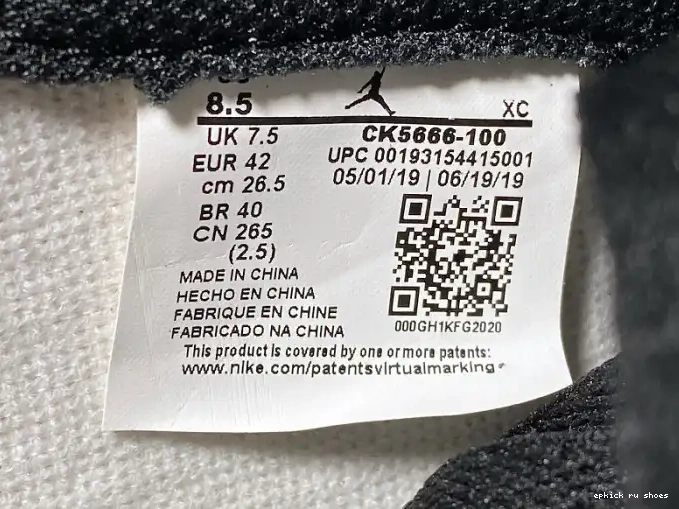 8.5
XC
UK 7.5
EUR 42
cm 26.5
BR 40
CN 265
(2.5)
CK5666-100
UPC 00193154415001
05/01/19 | 06/19/19
000GH1KFG2020
MADE IN CHINA
HECHO EN CHINA
FABRIQUE EN CHINE
FABRICADO NA CHINA
This product is covered by one or more patents:
www.nike.com/patentsvirtualmarking
epkick ru shoes